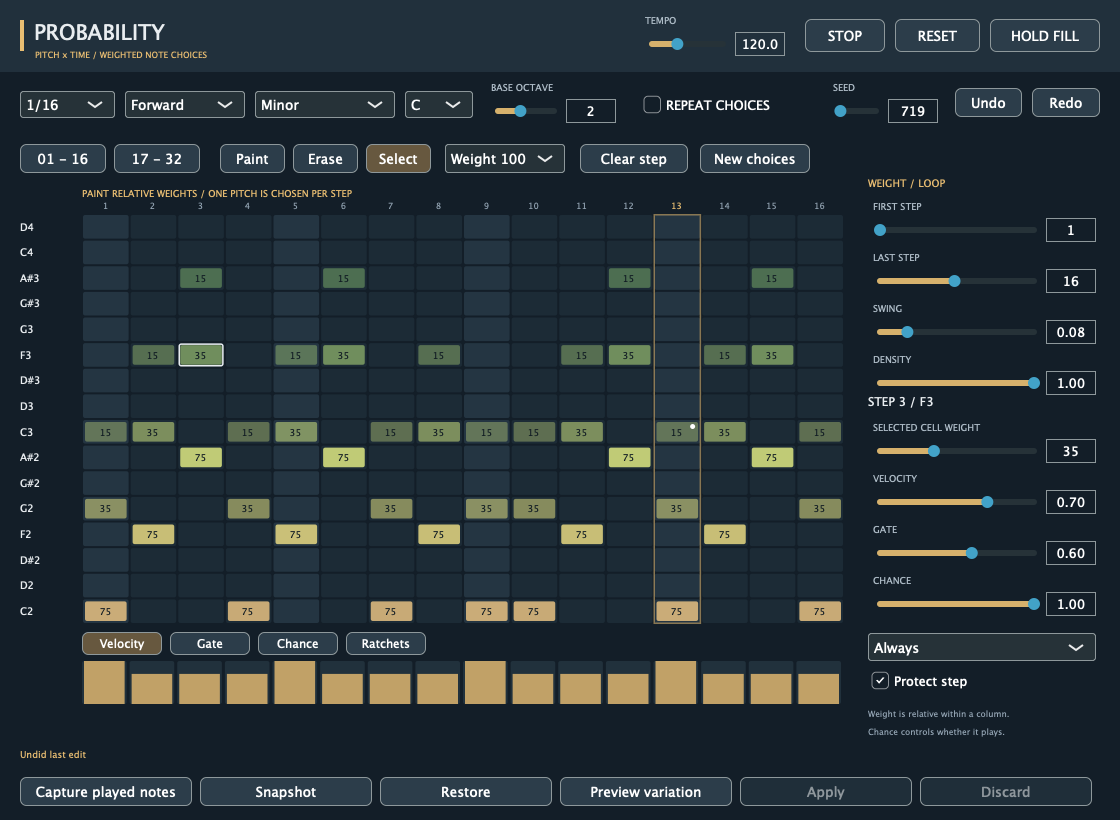 PROBABILITY
PITCH x TIME / WEIGHTED NOTE CHOICES
TEMPO
120.0
STOP RESET HOLD FILL
1/16 Forward Minor C
BASE OCTAVE
2
REPEAT CHOICES
SEED
719
Undo Redo
01 – 16 17 – 32 Paint Erase Select Weight 100 Clear step New choices
PAINT RELATIVE WEIGHTS / ONE PITCH IS CHOSEN PER STEP
1 2 3 4 5 6 7 8 9 10 11 12 13 14 15 16
D4
C4
A#3 15 15 15 15
G#3
G3
F3 15 35 15 35 15 15 35 15 35
D#3
D3
C3 15 35 15 35 15 35 15 15 35 15 35 15
A#2 75 75 75 75
G#2
G2 35 35 35 35 35 35 35
F2 75 75 75 75 75
D#2
D2
C2 75 75 75 75 75 75 75
Velocity Gate Chance Ratchets
WEIGHT / LOOP
FIRST STEP
1
LAST STEP
16
SWING
0.08
DENSITY
1.00
STEP 3 / F3
SELECTED CELL WEIGHT
35
VELOCITY
0.70
GATE
0.60
CHANCE
1.00
Always
Protect step
Weight is relative within a column.
Chance controls whether it plays.
Undid last edit
Capture played notes Snapshot Restore Preview variation Apply Discard